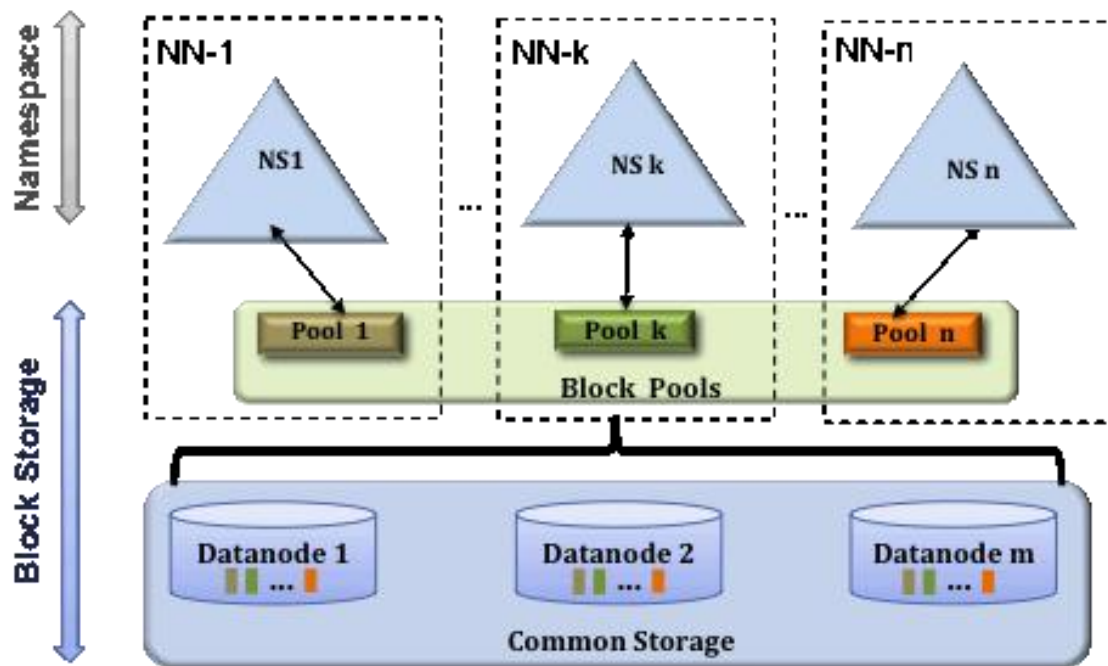 Namespace
NN-1
NN-k
NN-n
NS1
NS k
NS n
...
...
Pool 1
Pool k
Pool n
Block Pools
Block Storage
Datanode 1
Datanode 2
Datanode m
...
...
...
Common Storage